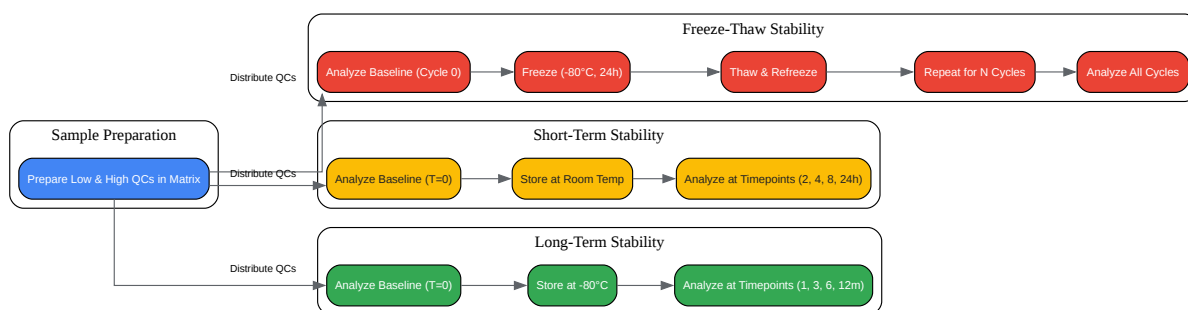 Freeze-Thaw Stability
Distribute QCs
Analyze Baseline (Cycle 0)
Freeze (-80°C, 24h)
Thaw & Refreeze
Repeat for N Cycles
Analyze All Cycles
Sample Preparation
Prepare Low & High QCs in Matrix
Short-Term Stability
Distribute QCs
Analyze Baseline (T=0)
Store at Room Temp
Analyze at Timepoints (2, 4, 8, 24h)
Long-Term Stability
Distribute QCs
Analyze Baseline (T=0)
Store at -80°C
Analyze at Timepoints (1, 3, 6, 12m)